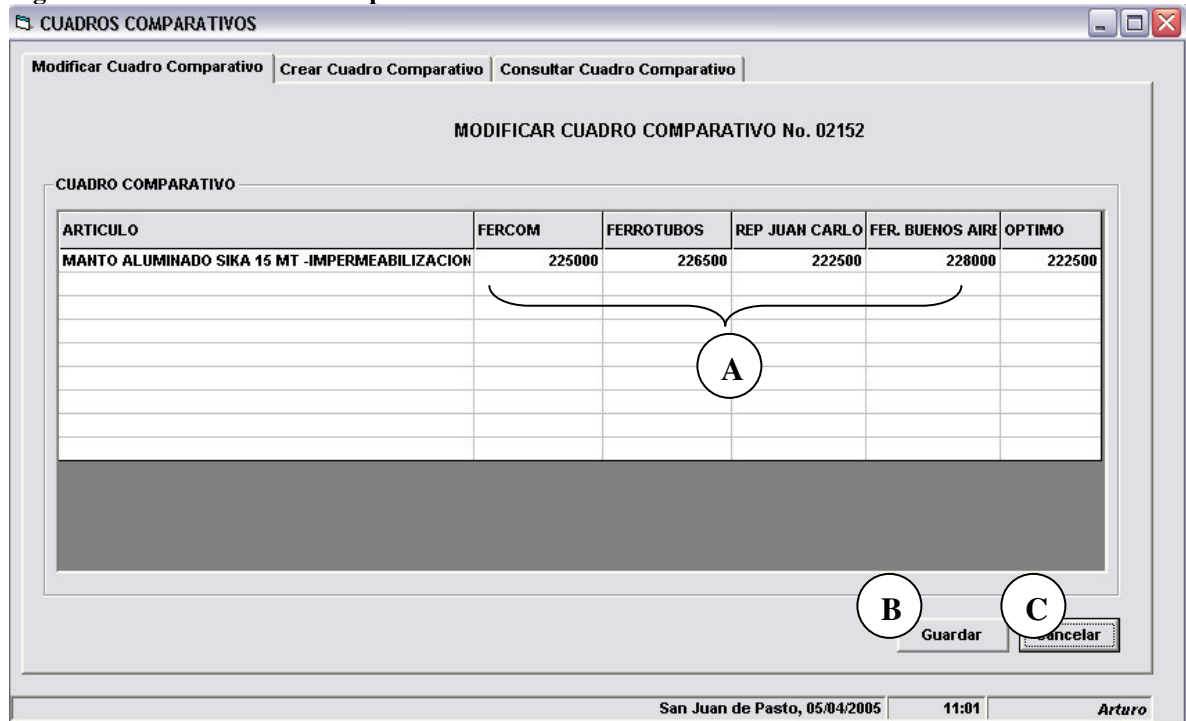 CUADROS COMPARATIVOS
Modificar Cuadro Comparativo Crear Cuadro Comparativo Consultar Cuadro Comparativo
MODIFICAR CUADRO COMPARATIVO No. 02152
CUADRO COMPARATIVO
ARTICULO FERCOM FERROTUBOS REP JUAN CARLO FER. BUENOS AIRE OPTIMO
MANTO ALUMINADO SIKA 15 MT -IMPERMEABILIZACION 225000 226500 222500 228000 222500
A
B C
Guardar Cancelar
San Juan de Pasto, 05/04/2005 11:01 Arturo